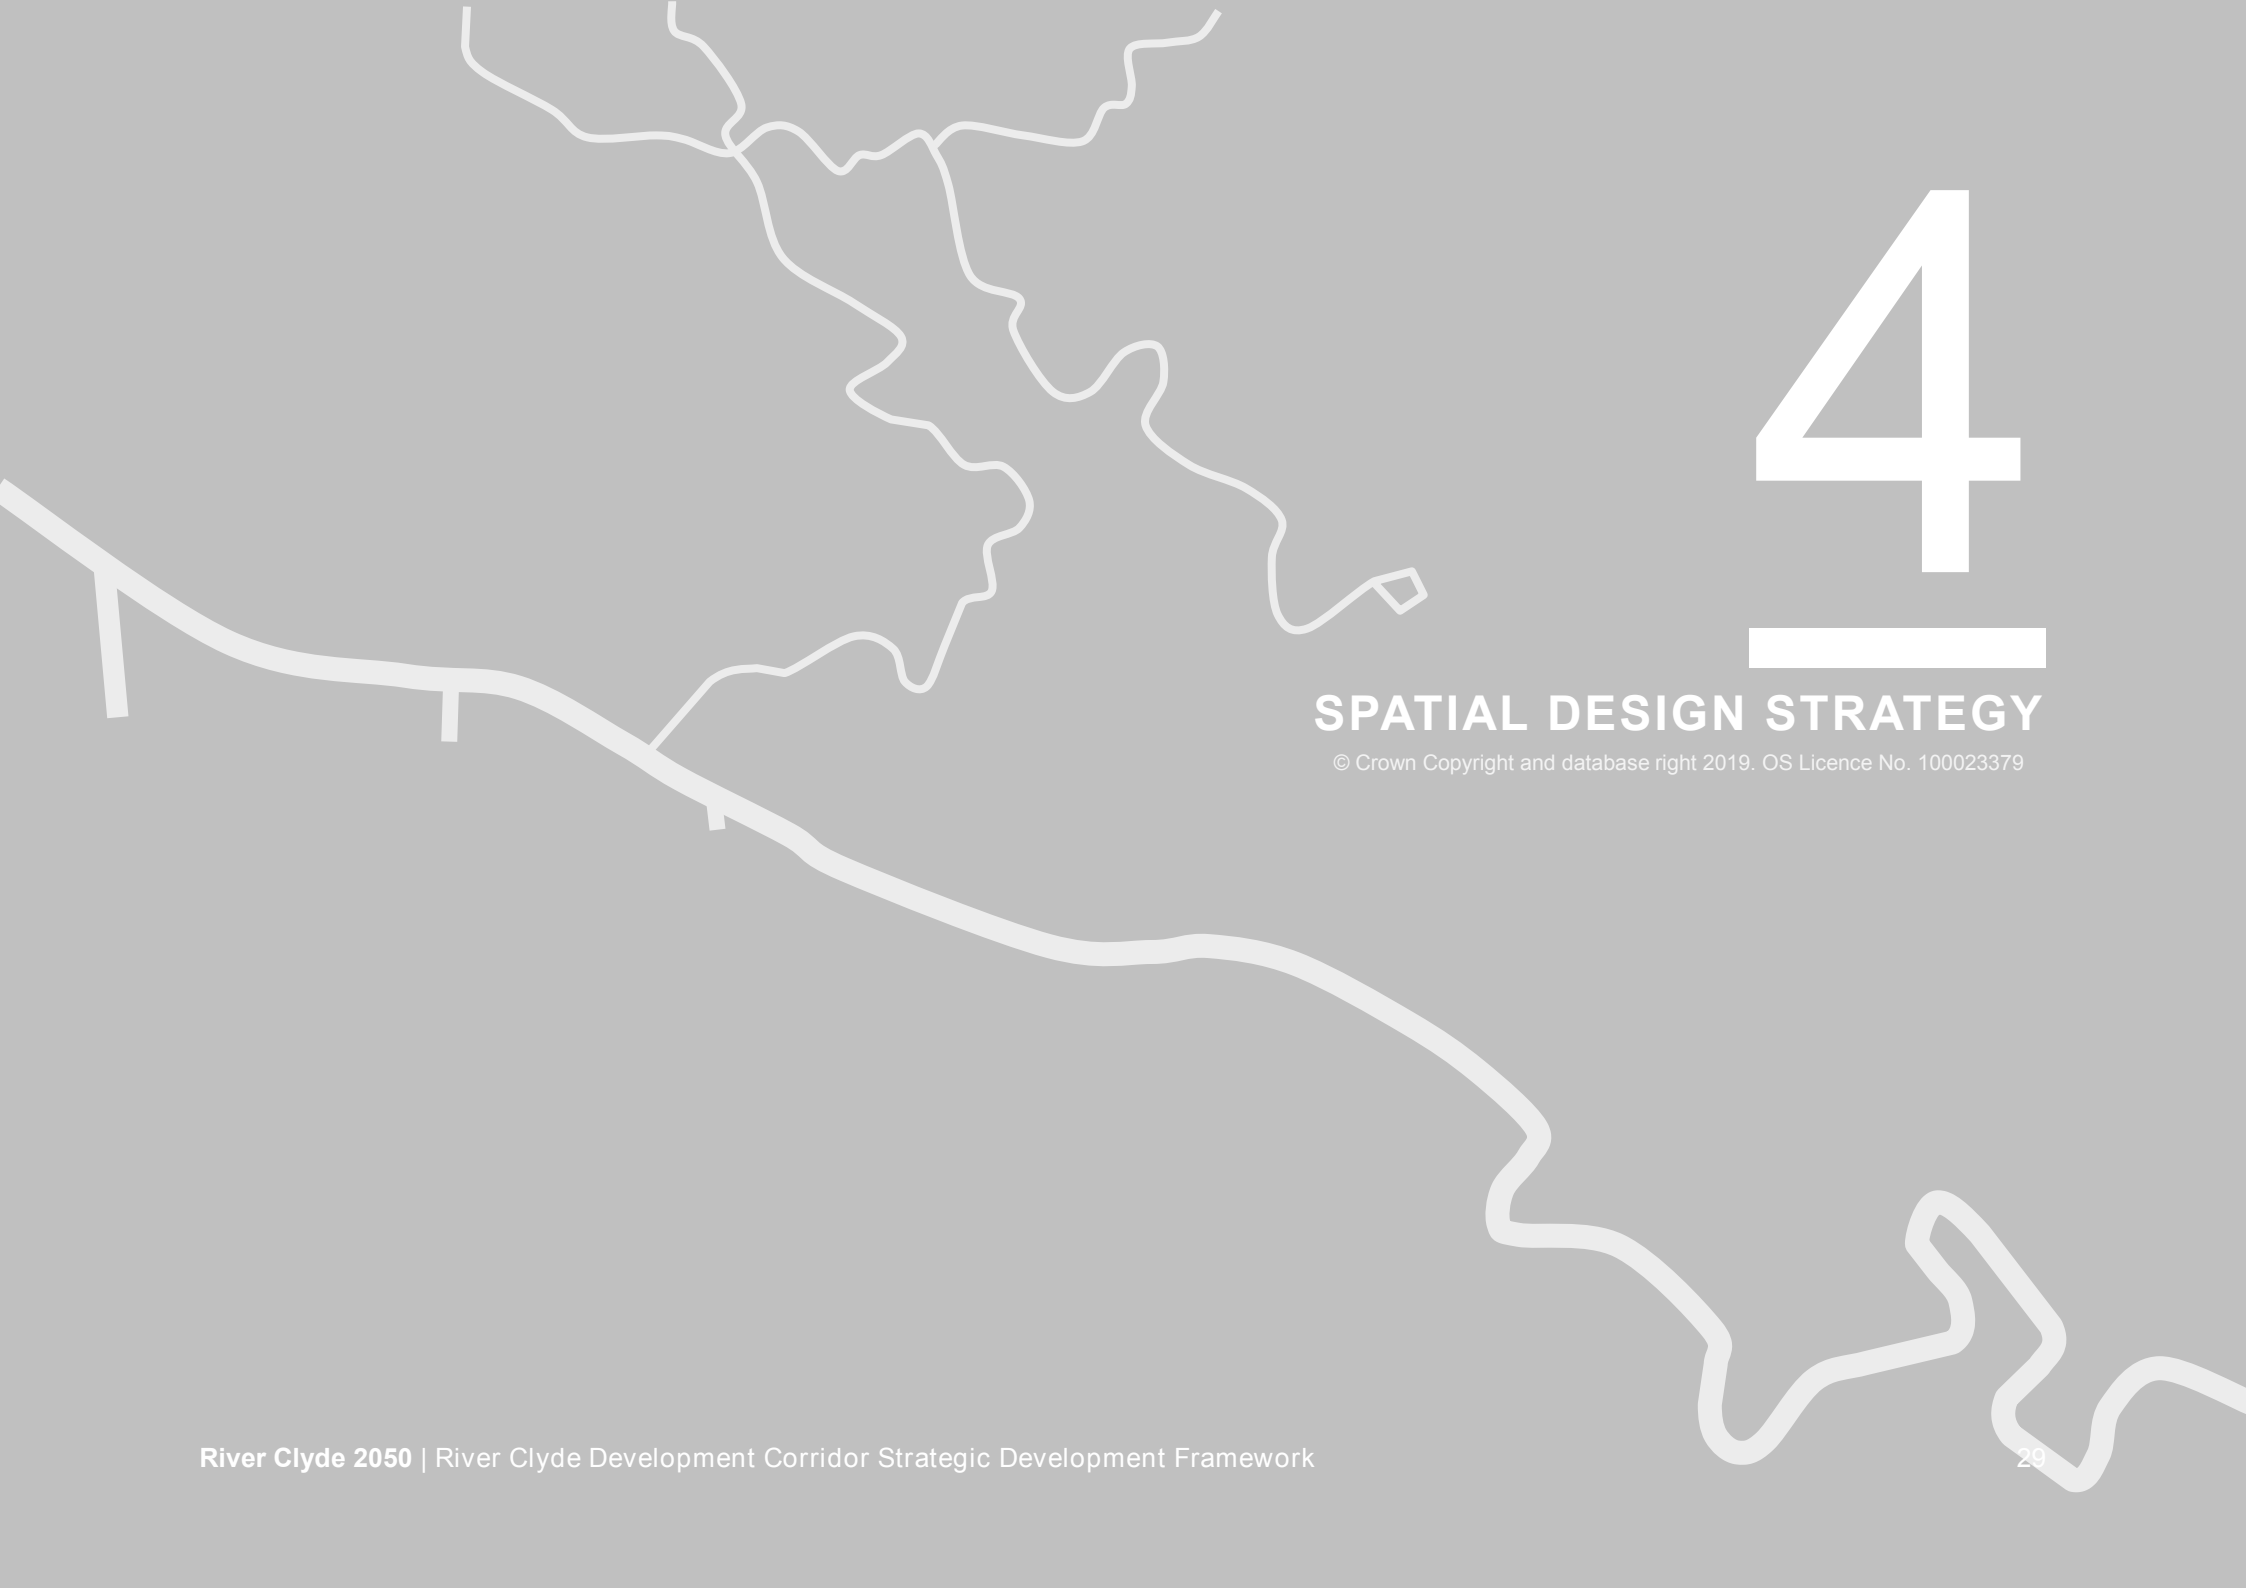 4
SPATIAL DESIGN STRATEGY
© Crown Copyright and database right 2019. OS Licence No. 100023379
River Clyde 2050 | River Clyde Development Corridor Strategic Development Framework
29